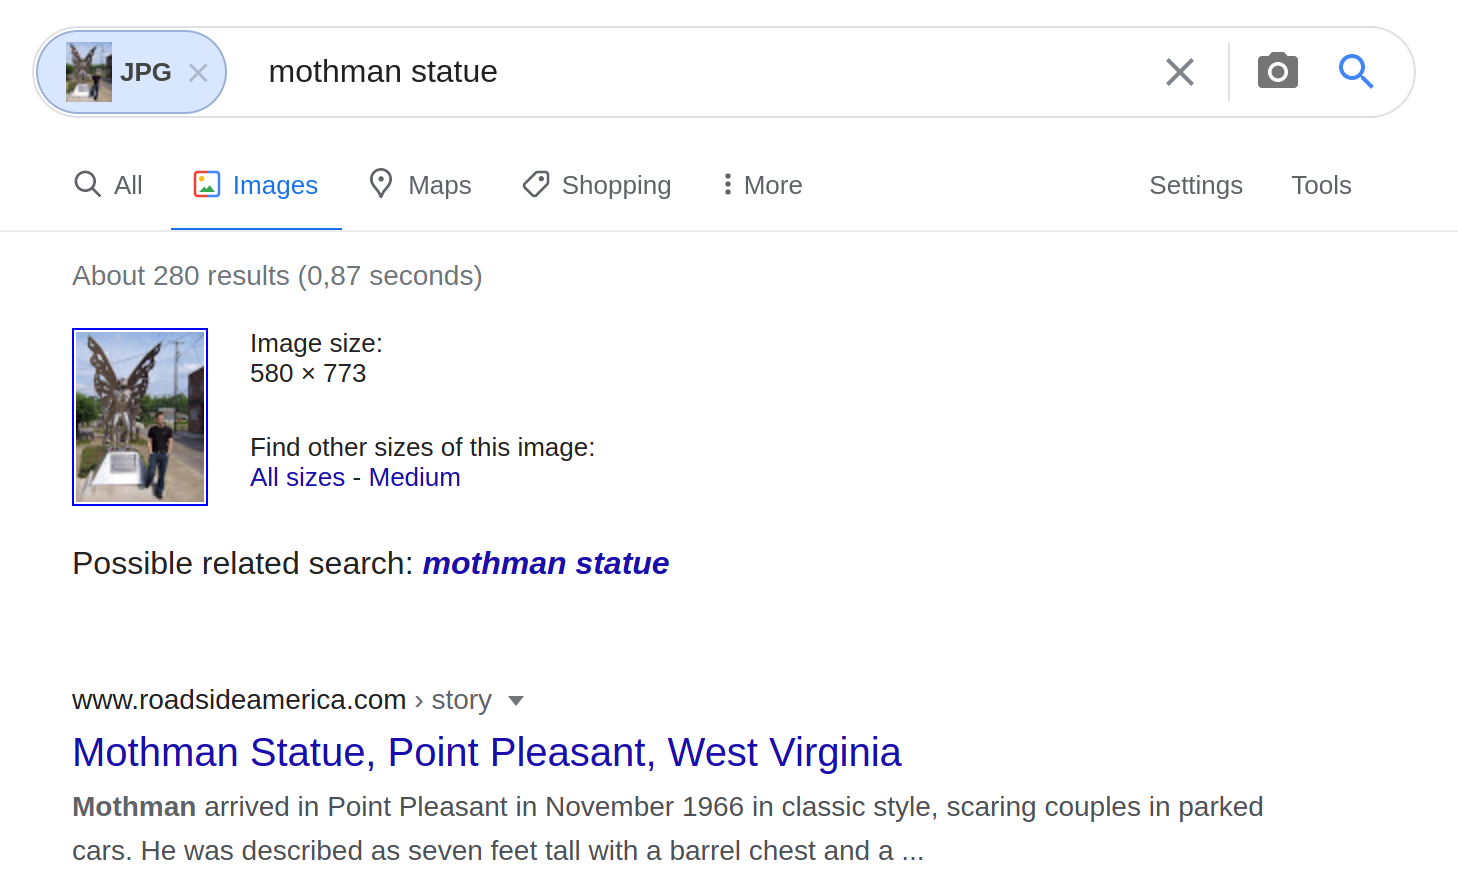 JPG mothman statue
All Images Maps Shopping More Settings Tools
About 280 results (0,87 seconds)
Image size:
580 × 773
Find other sizes of this image:
All sizes - Medium
Possible related search: mothman statue
www.roadsideamerica.com › story
Mothman Statue, Point Pleasant, West Virginia
Mothman arrived in Point Pleasant in November 1966 in classic style, scaring couples in parked
cars. He was described as seven feet tall with a barrel chest and a ...